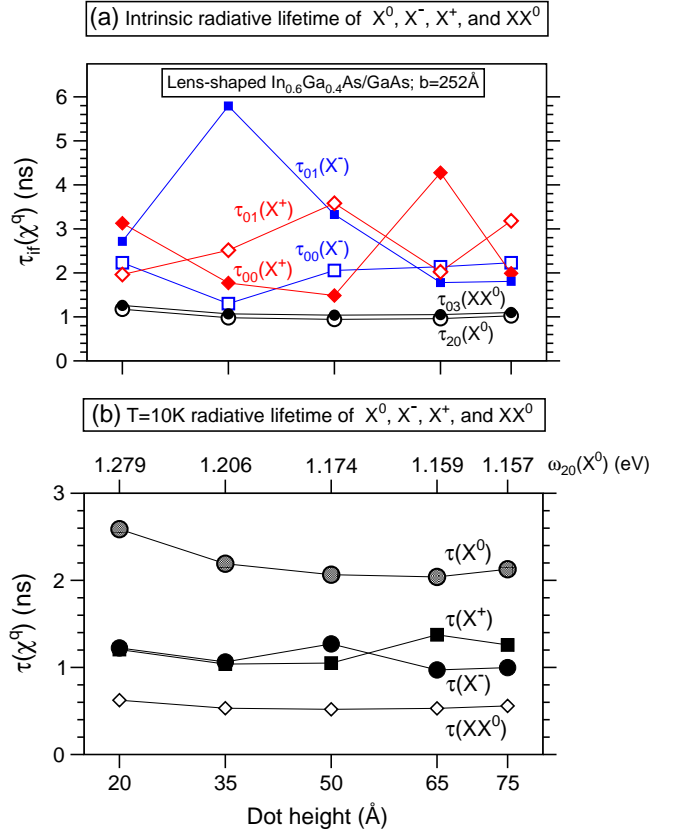 (a) Intrinsic radiative lifetime of X⁰, X⁻, X⁺, and XX⁰
Lens-shaped In₀.₆Ga₀.₄As/GaAs; b=252Å
6
5
4
3
2
1
0
τif(χ^q) (ns)
τ₀₁(X⁻)
τ₀₁(X⁺)
τ₀₀(X⁻)
τ₀₀(X⁺)
τ₀₃(XX⁰)
τ₂₀(X⁰)
(b) T=10K radiative lifetime of X⁰, X⁻, X⁺, and XX⁰
1.279 1.206 1.174 1.159 1.157 ω₂₀(X⁰) (eV)
3
2
1
0
τ(χ^q) (ns)
τ(X⁰)
τ(X⁺)
τ(X⁻)
τ(XX⁰)
20 35 50 65 75
Dot height (Å)